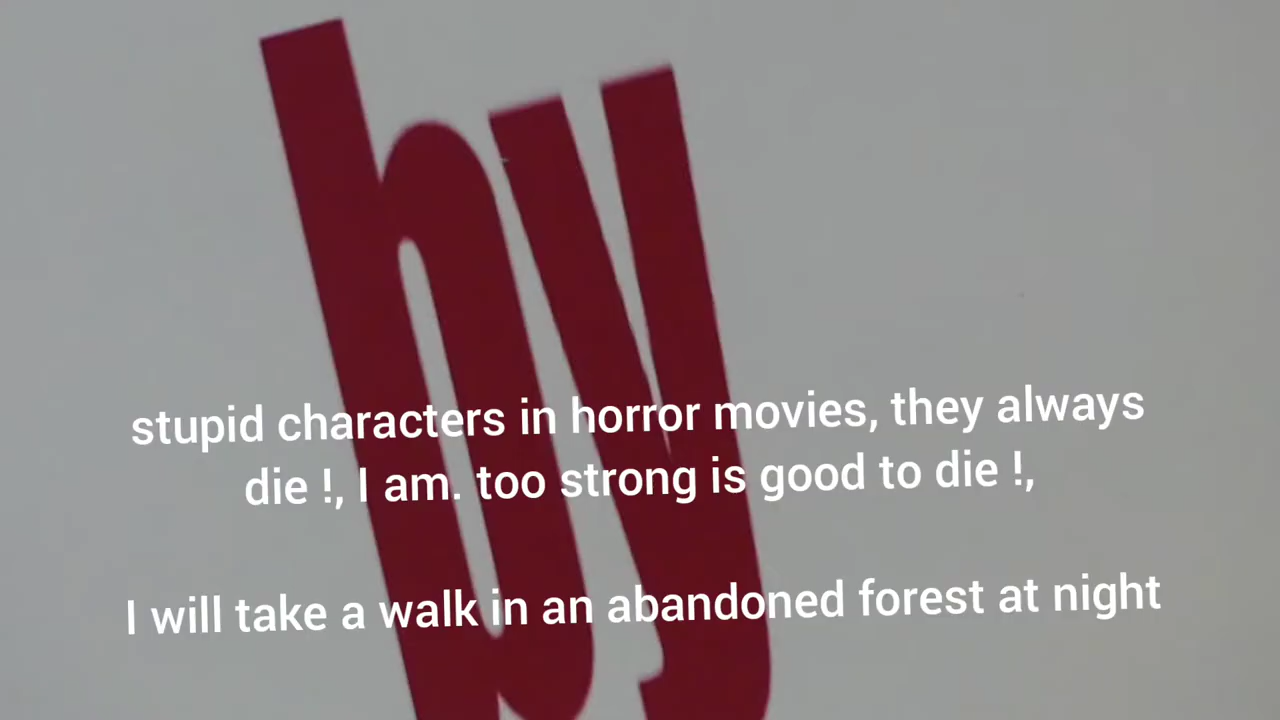 by
stupid characters in horror movies, they always
die !, I am. too strong is good to die !,
I will take a walk in an abandoned forest at night